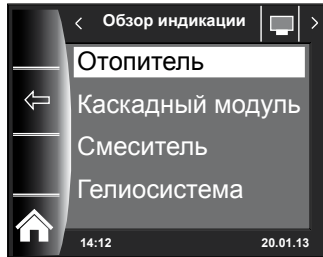 Обзор индикации
Отопитель
Каскадный модуль
Смеситель
Гелиосистема
14:12 20.01.13